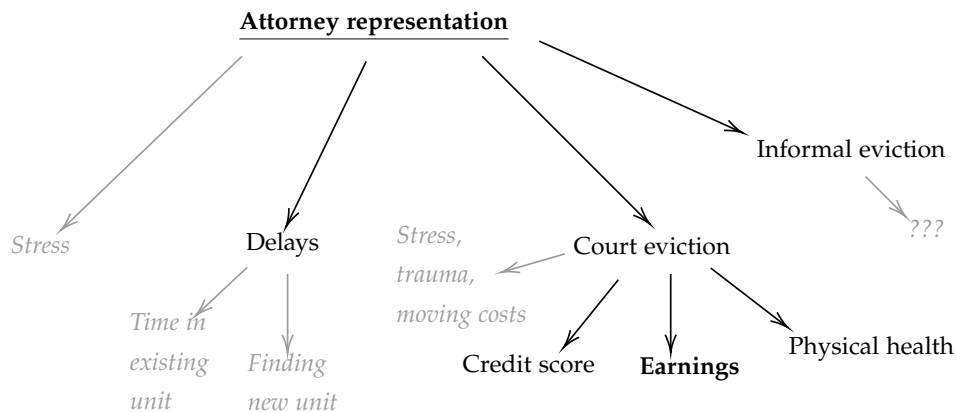 Attorney representation
Informal eviction
???
Stress
Delays
Stress,
trauma,
moving costs
Court eviction
Time in
existing
unit
Finding
new unit
Credit score
Earnings
Physical health